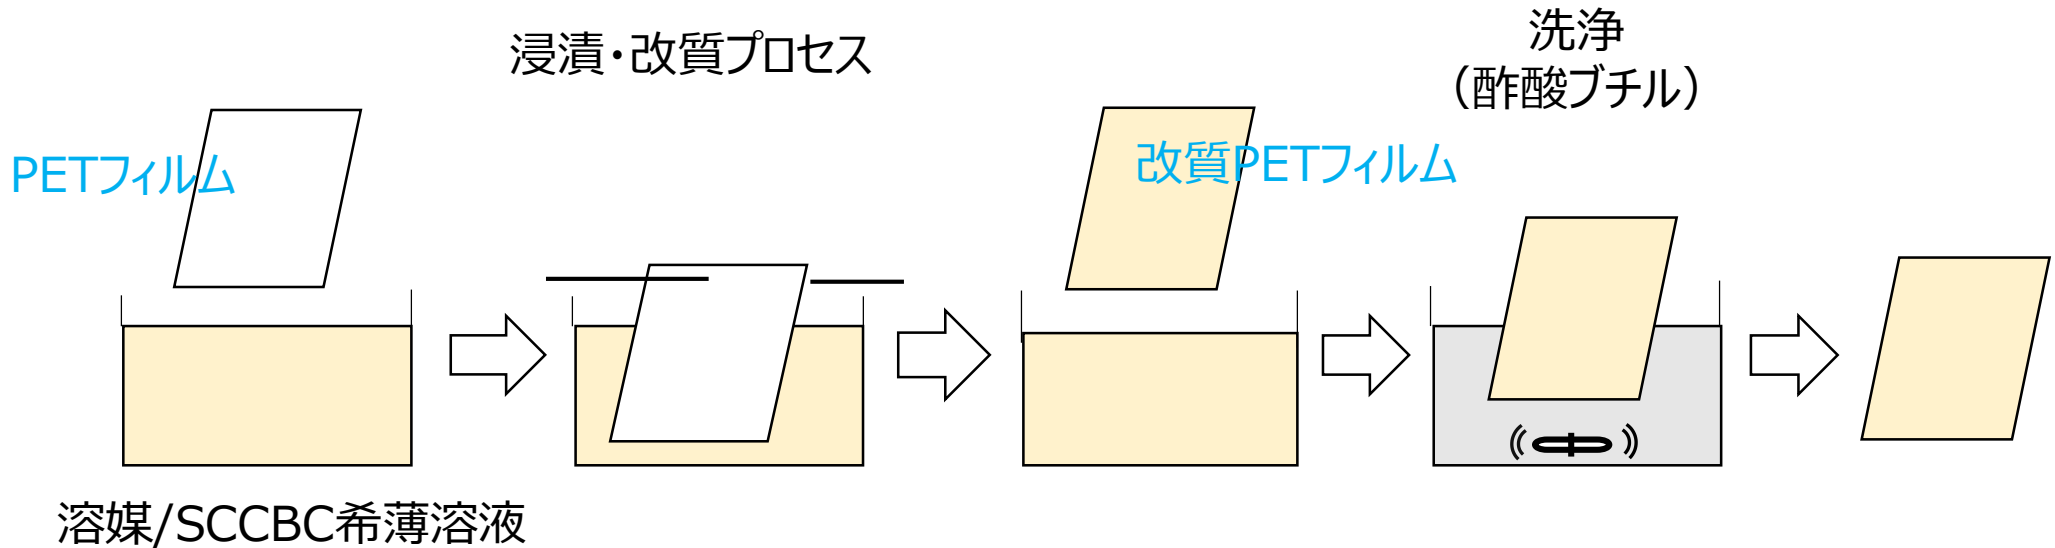 浸漬・改質プロセス
洗浄
（酢酸ブチル）
PETフィルム
改質PETフィルム
溶媒/SCCBC希薄溶液